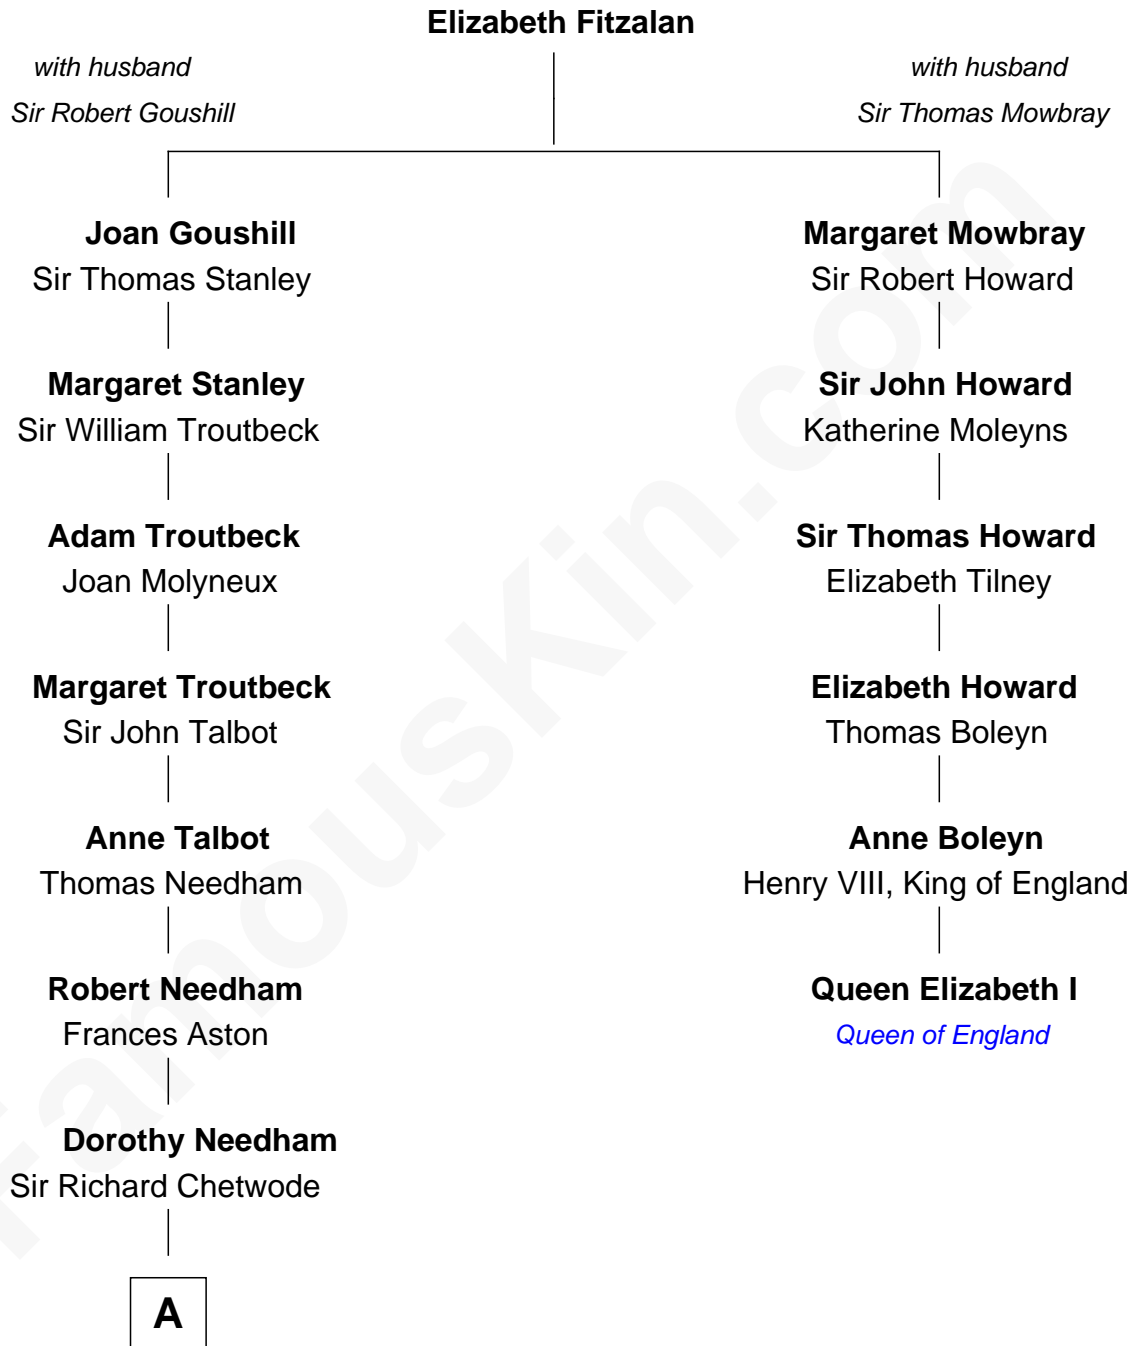 Elizabeth Fitzalan
with husband
Sir Robert Goushill
with husband
Sir Thomas Mowbray
Joan Goushill
Sir Thomas Stanley
Margaret Mowbray
Sir Robert Howard
Margaret Stanley
Sir William Troutbeck
Sir John Howard
Katherine Moleyns
Adam Troutbeck
Joan Molyneux
Sir Thomas Howard
Elizabeth Tilney
Margaret Troutbeck
Sir John Talbot
Elizabeth Howard
Thomas Boleyn
Anne Talbot
Thomas Needham
Anne Boleyn
Henry VIII, King of England
Robert Needham
Frances Aston
Queen Elizabeth I
Queen of England
Dorothy Needham
Sir Richard Chetwode
A
FamousKin.com